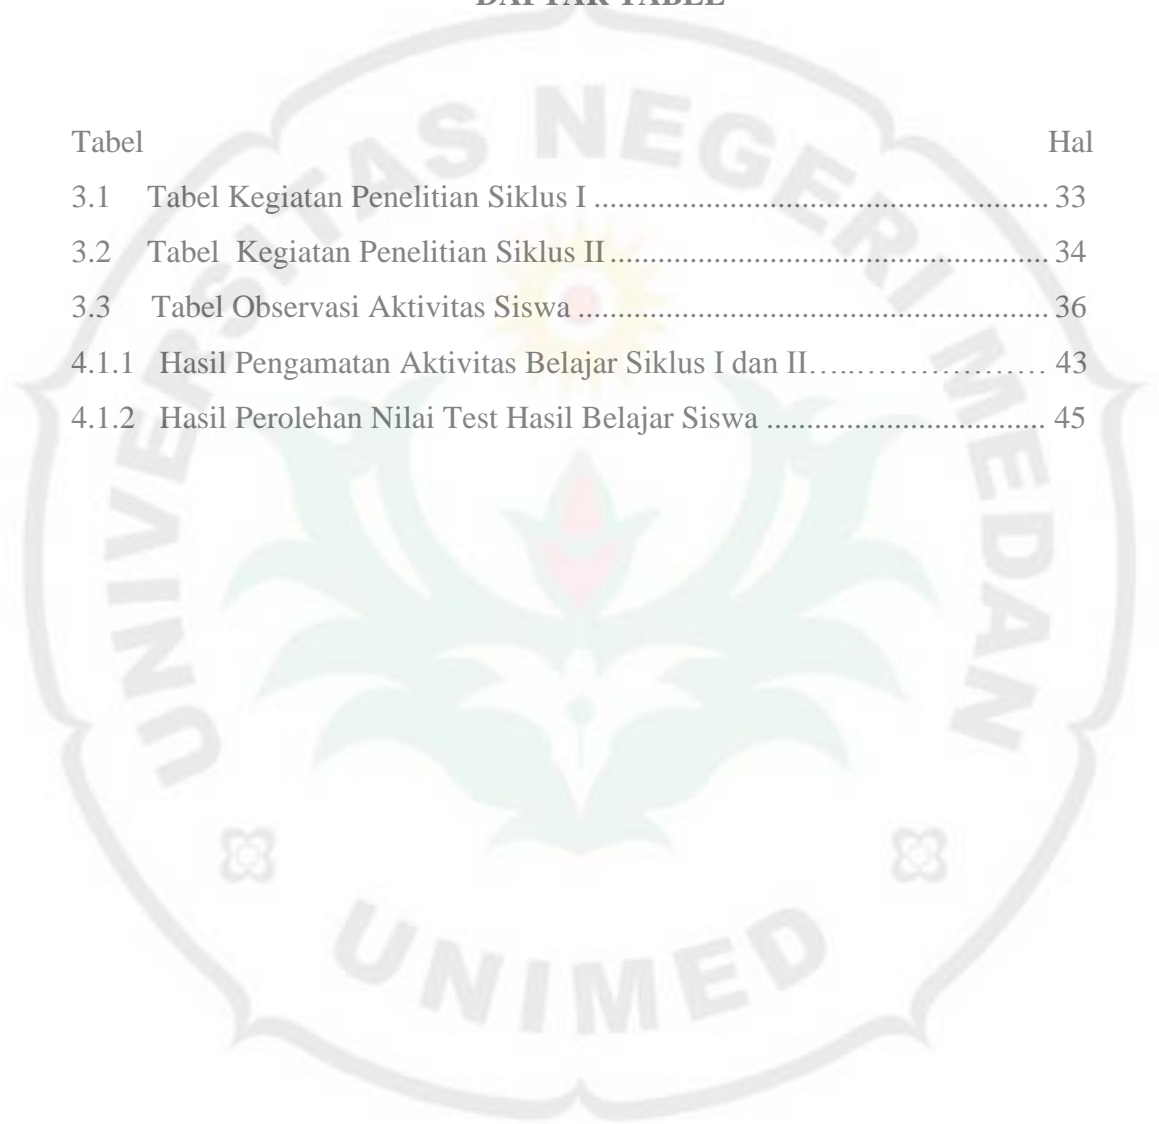 DAFTAR TABEL
Tabel Hal
3.1 Tabel Kegiatan Penelitian Siklus I ......................................................... 33
3.2 Tabel Kegiatan Penelitian Siklus II ....................................................... 34
3.3 Tabel Observasi Aktivitas Siswa ........................................................... 36
4.1.1 Hasil Pengamatan Aktivitas Belajar Siklus I dan II…..……………… 43
4.1.2 Hasil Perolehan Nilai Test Hasil Belajar Siswa ................................... 45
UNIVERSITAS NEGERI MEDAN
UNIMED